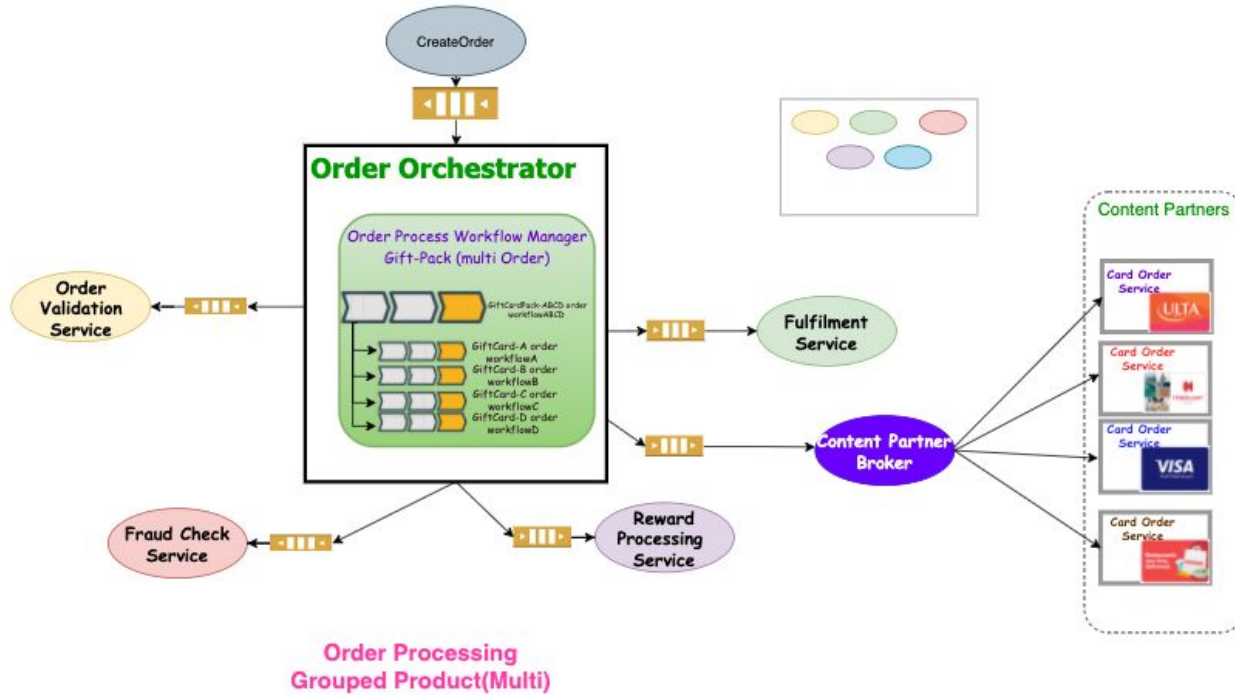 CreateOrder
Order Orchestrator
Order Process Workflow Manager
Gift-Pack (multi Order)
GiftCardPack-ABCD order
workflowABCD
GiftCard-A order
workflowA
GiftCard-B order
workflowB
GiftCard-C order
workflowC
GiftCard-D order
workflowD
Order
Validation
Service
Fulfilment
Service
Content Partner
Broker
Fraud Check
Service
Reward
Processing
Service
Content Partners
Card Order
Service
ULTA
Card Order
Service
Card Order
Service
VISA
Card Order
Service
Order Processing
Grouped Product(Multi)